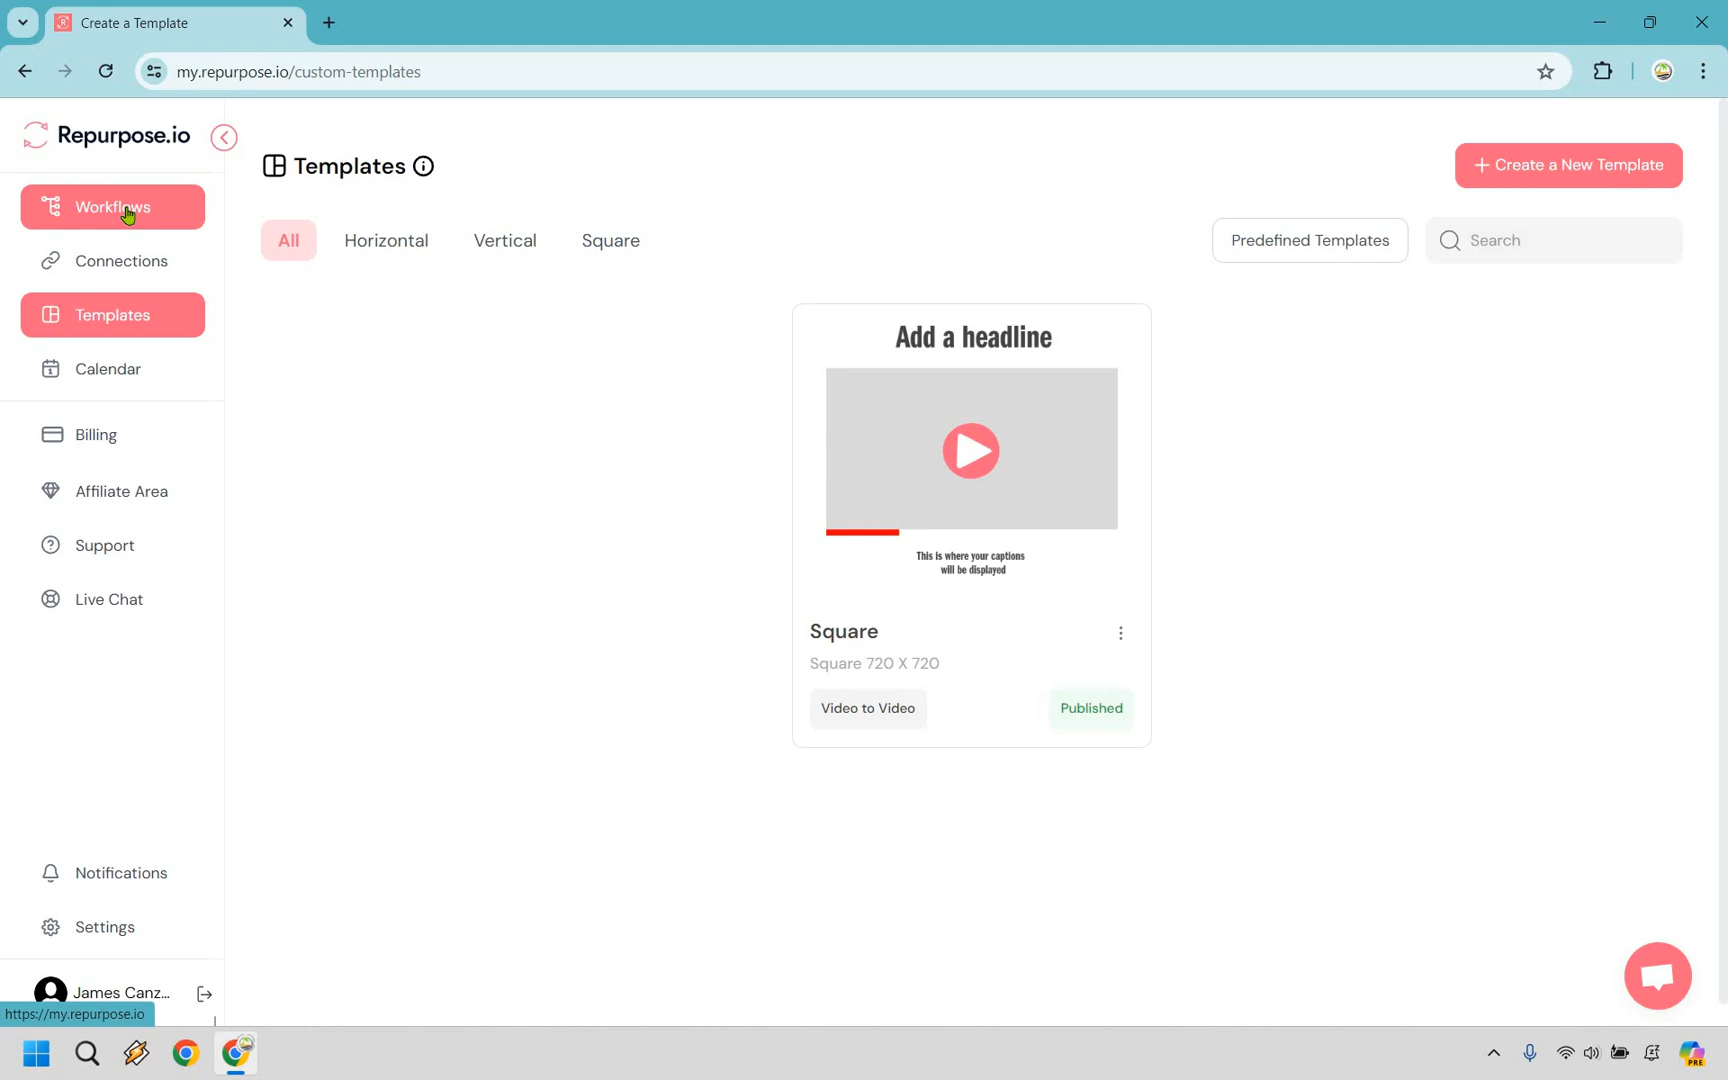 Create a Template
my.repurpose.io/custom-templates
Repurpose.io
Workflows
Connections
Templates
Calendar
Billing
Affiliate Area
Support
Live Chat
Notifications
Settings
James Canz...
https://my.repurpose.io
Templates
+ Create a New Template
All Horizontal Vertical Square
Predefined Templates
Search
Add a headline
This is where your captions
will be displayed
Square
Square 720 X 720
Video to Video
Published
PRE